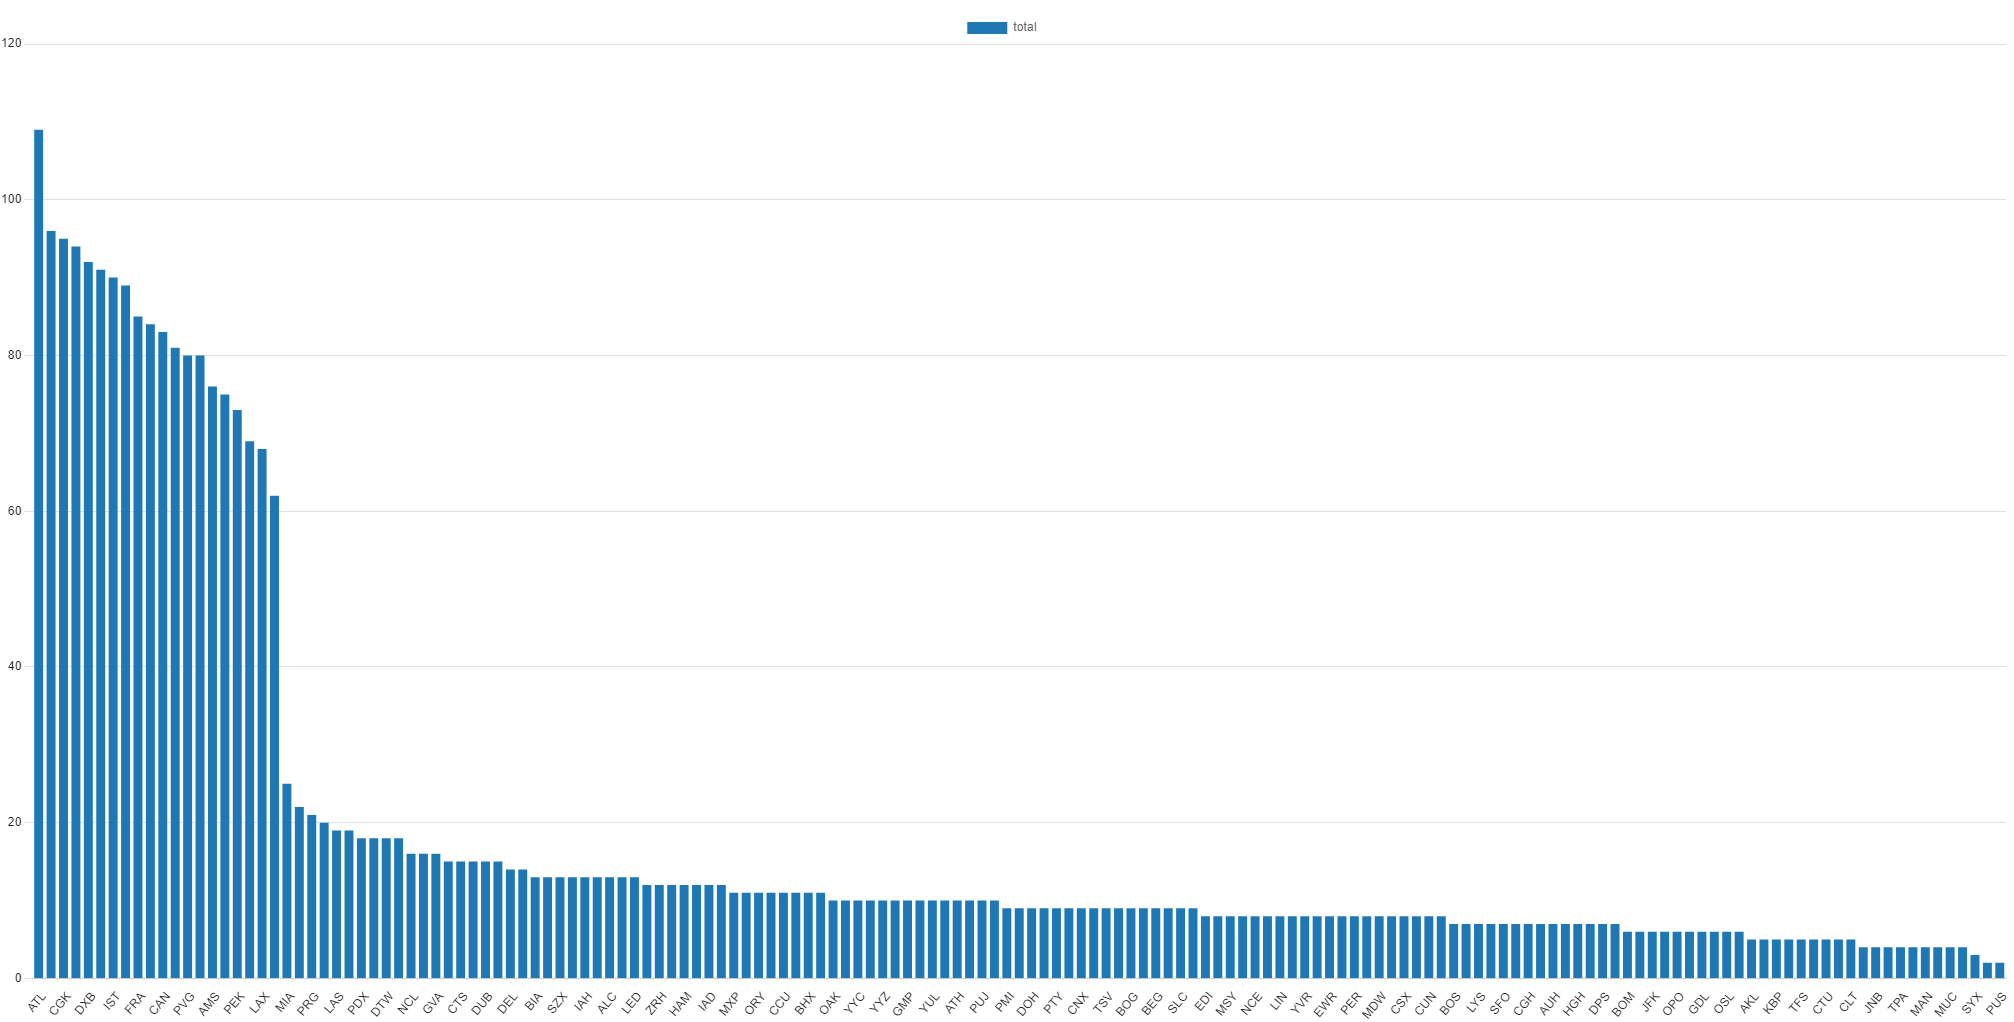 total
120
100
80
60
40
20
0
ATL
CGK
DXB
IST
FRA
CAN
PVG
AMS
PEK
LAX
MIA
PRG
LAS
PDX
DTW
NCL
GVA
CTS
DUB
DEL
BIA
SZX
IAH
ALC
LED
ZRH
HAM
IAD
MXP
ORY
CCU
BHX
OAK
YYC
YYZ
GMP
YUL
ATH
PUJ
PMI
DOH
PTY
CNX
TSV
BOG
BEG
SLC
EDI
MSY
NCE
LIN
YVR
EWR
PER
MDW
CSX
CUN
BOS
LYS
SFO
CGH
AUH
HGH
DPS
BOM
JFK
OPO
GDL
OSL
AKL
KBP
TFS
CTU
CLT
JNB
TPA
MAN
MUC
SYX
PUS